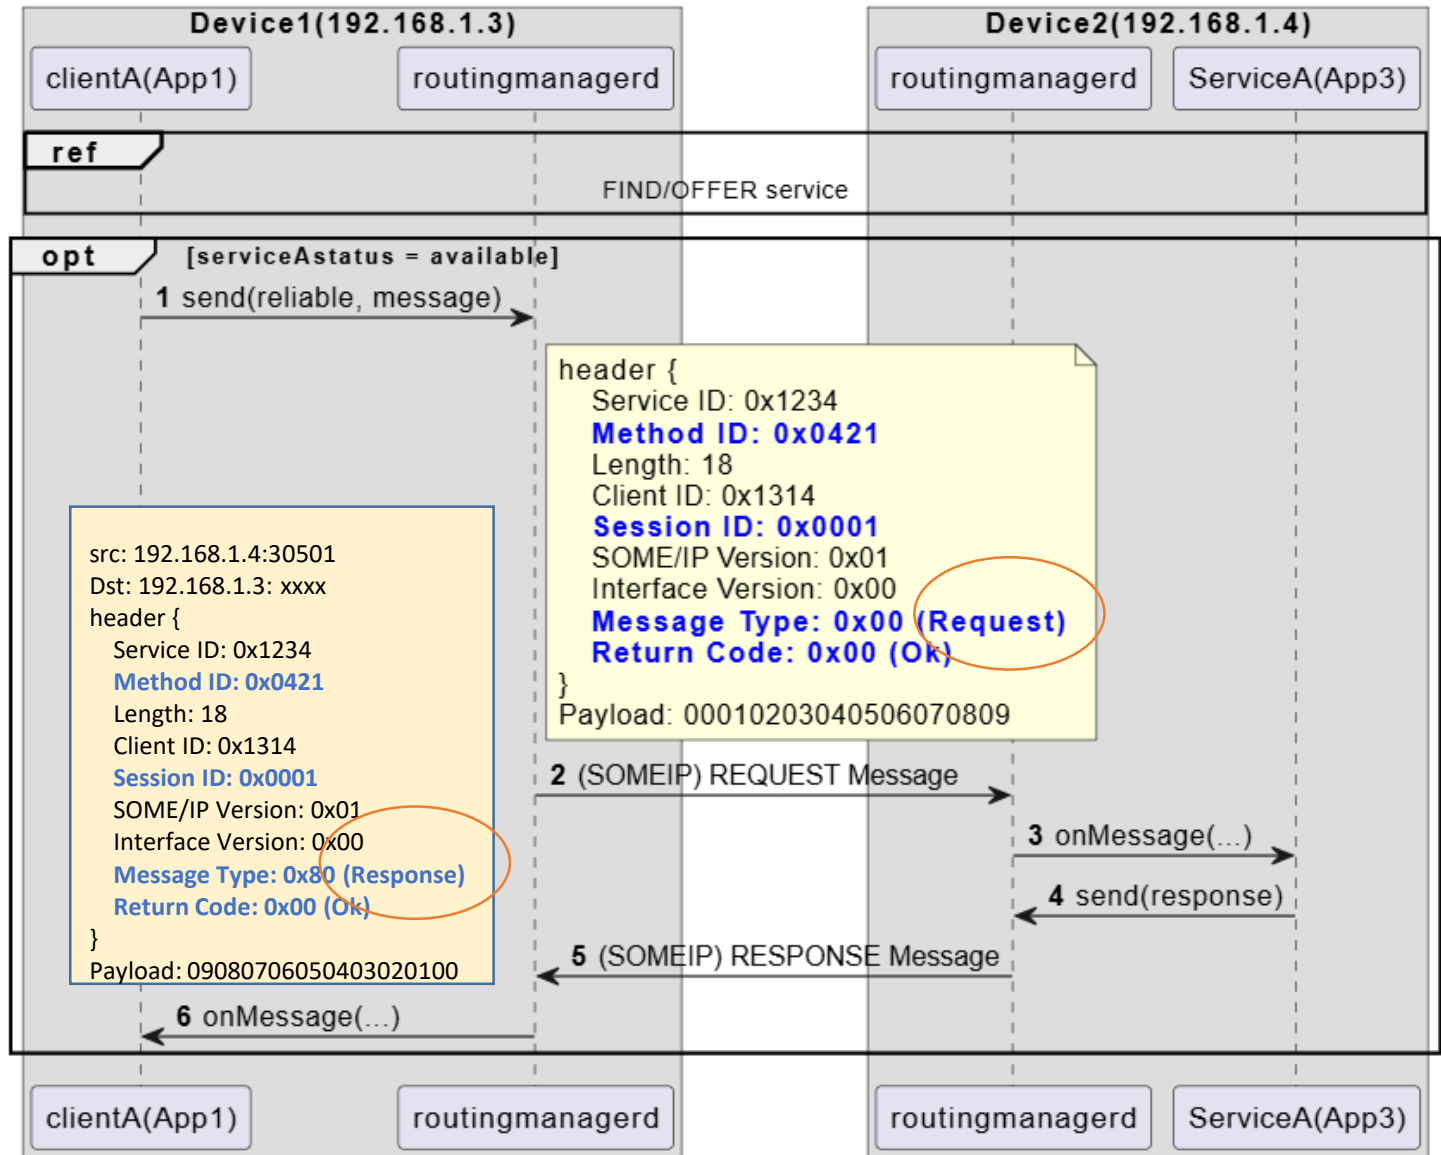 Device1(192.168.1.3)
Device2(192.168.1.4)
clientA(App1)
routingmanagerd
routingmanagerd
ServiceA(App3)
ref
FIND/OFFER service
opt
[serviceAstatus = available]
1 send(reliable, message)
header {
Service ID: 0x1234
Method ID: 0x0421
Length: 18
Client ID: 0x1314
Session ID: 0x0001
SOME/IP Version: 0x01
Interface Version: 0x00
Message Type: 0x00 (Request)
Return Code: 0x00 (Ok)
}
Payload: 00010203040506070809
src: 192.168.1.4:30501
Dst: 192.168.1.3: xxxx
header {
Service ID: 0x1234
Method ID: 0x0421
Length: 18
Client ID: 0x1314
Session ID: 0x0001
SOME/IP Version: 0x01
Interface Version: 0x00
Message Type: 0x80 (Response)
Return Code: 0x00 (Ok)
}
Payload: 09080706050403020100
2 (SOMEIP) REQUEST Message
3 onMessage(...)
4 send(response)
5 (SOMEIP) RESPONSE Message
6 onMessage(...)
clientA(App1)
routingmanagerd
routingmanagerd
ServiceA(App3)